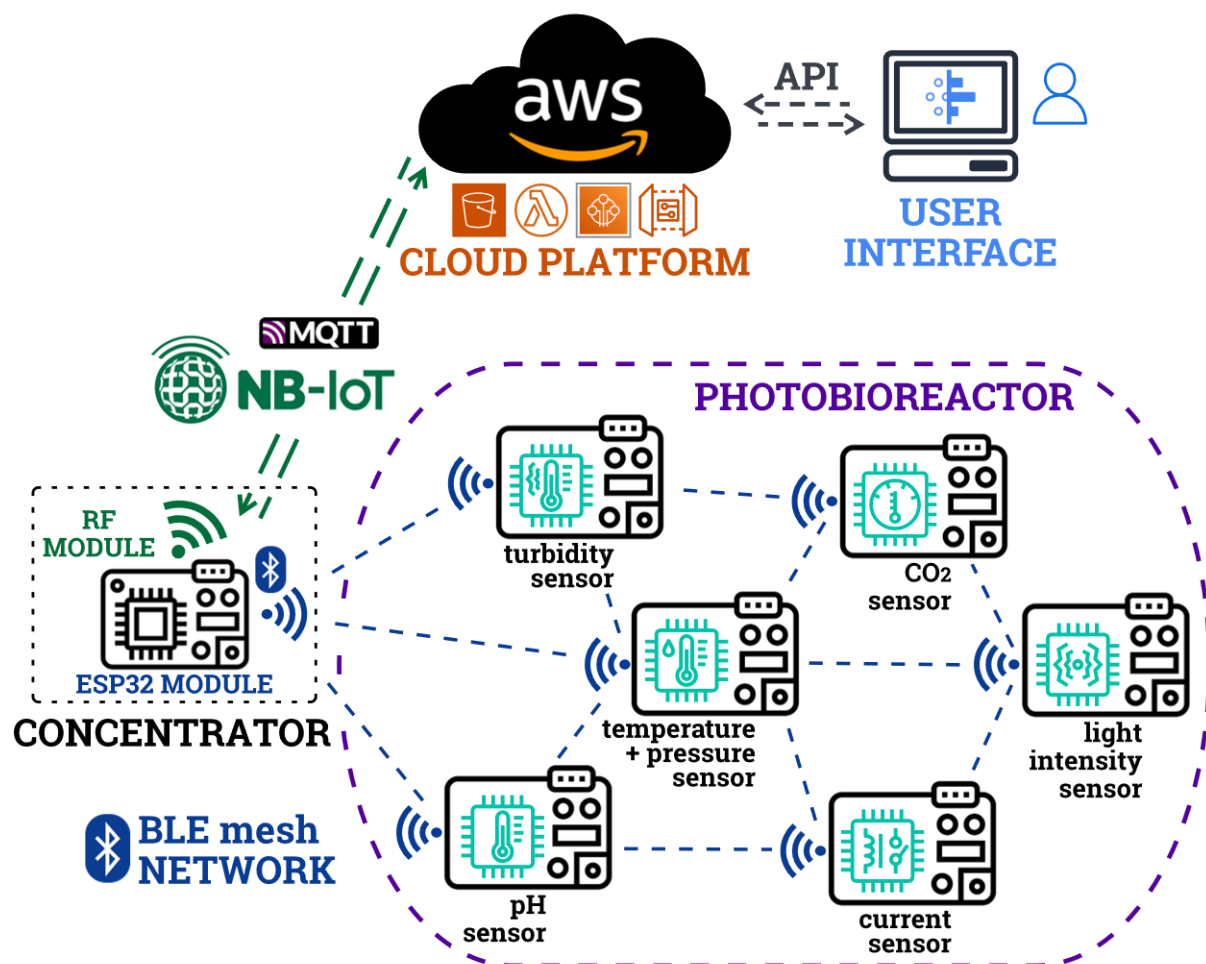 aws
API
CLOUD PLATFORM
USER
INTERFACE
MQTT
NB-IoT
PHOTOBIOREACTOR
RF
MODULE
ESP32 MODULE
CONCENTRATOR
turbidity
sensor
CO2
sensor
temperature
+ pressure
sensor
light
intensity
sensor
BLE mesh
NETWORK
pH
sensor
current
sensor